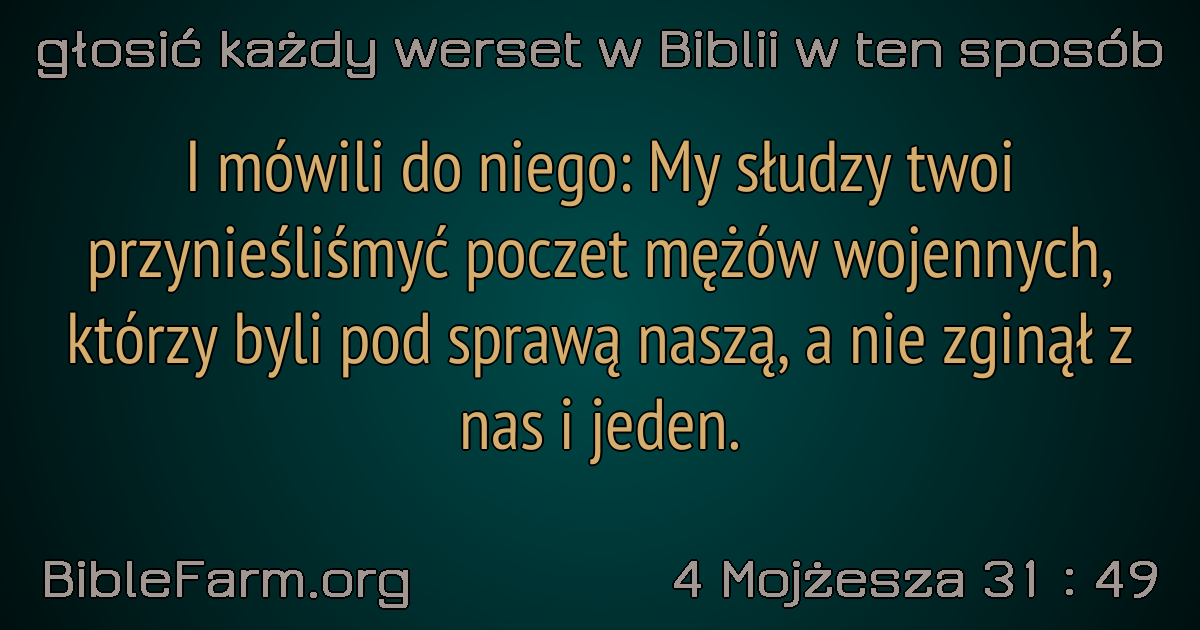 głosić każdy werset w Biblii w ten sposób
I mówili do niego: My słudzy twoi
przynieśliśmyć poczet mężów wojennych,
którzy byli pod sprawą naszą, a nie zginął z
nas i jeden.
BibleFarm.org
4 Mojżesza 31 : 49